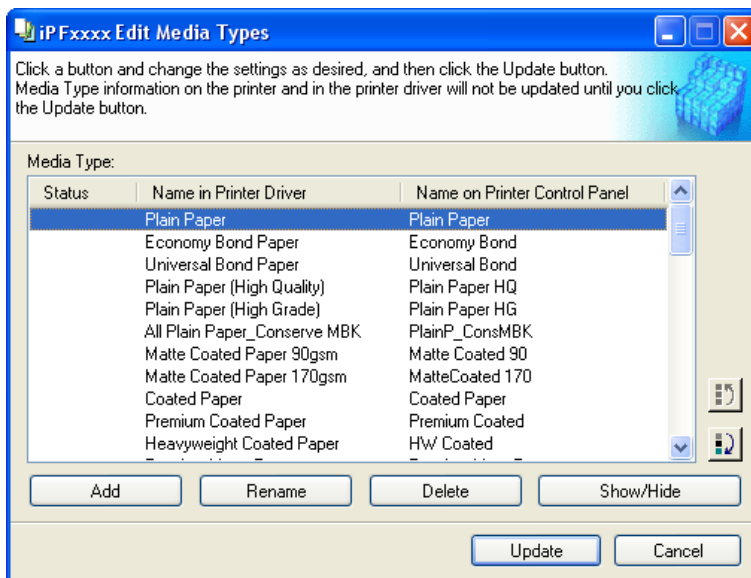 iPFxxxx Edit Media Types
Click a button and change the settings as desired, and then click the Update button.
Media Type information on the printer and in the printer driver will not be updated until you click
the Update button.
Media Type:
Status Name in Printer Driver Name on Printer Control Panel
Plain Paper Plain Paper
Economy Bond Paper Economy Bond
Universal Bond Paper Universal Bond
Plain Paper (High Quality) Plain Paper HQ
Plain Paper (High Grade) Plain Paper HG
All Plain Paper_Conserve MBK PlainP_ConsMBK
Matte Coated Paper 90gsm Matte Coated 90
Matte Coated Paper 170gsm MatteCoated 170
Coated Paper Coated Paper
Premium Coated Paper Premium Coated
Heavyweight Coated Paper HW Coated
Add Rename Delete Show/Hide
Update Cancel